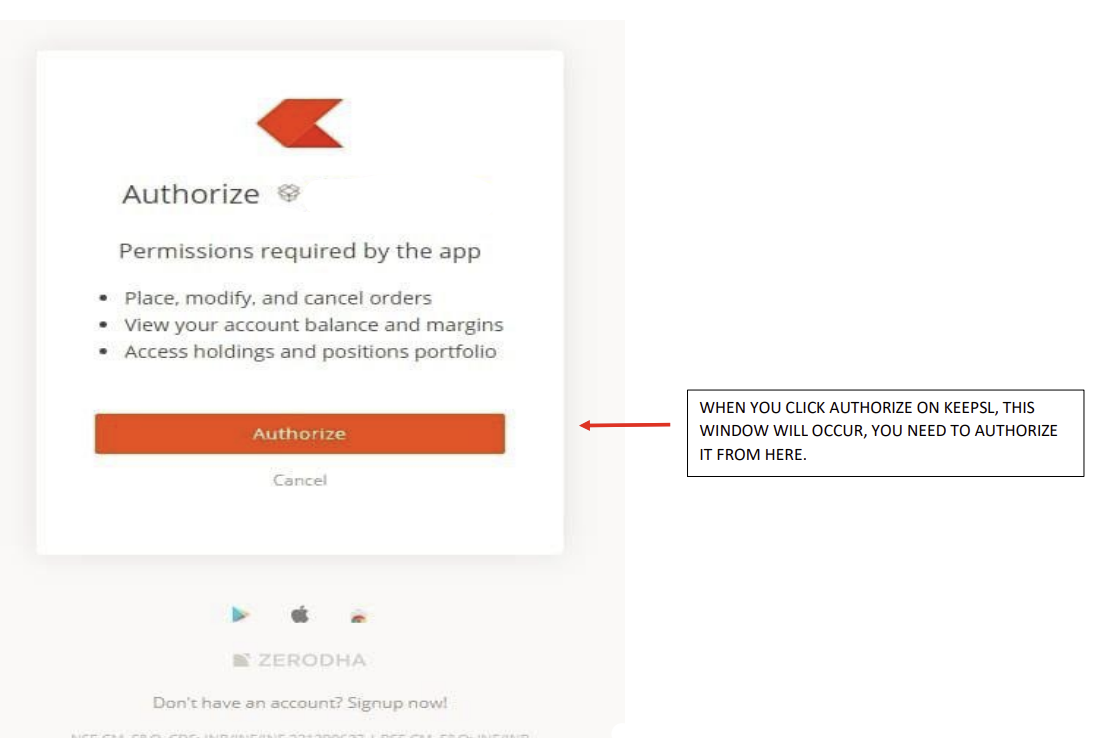 Authorize
Permissions required by the app
• Place, modify, and cancel orders
• View your account balance and margins
• Access holdings and positions portfolio
Authorize
Cancel
WHEN YOU CLICK AUTHORIZE ON KEEPSL, THIS
WINDOW WILL OCCUR, YOU NEED TO AUTHORIZE
IT FROM HERE.
ZERODHA
Don't have an account? Signup now!